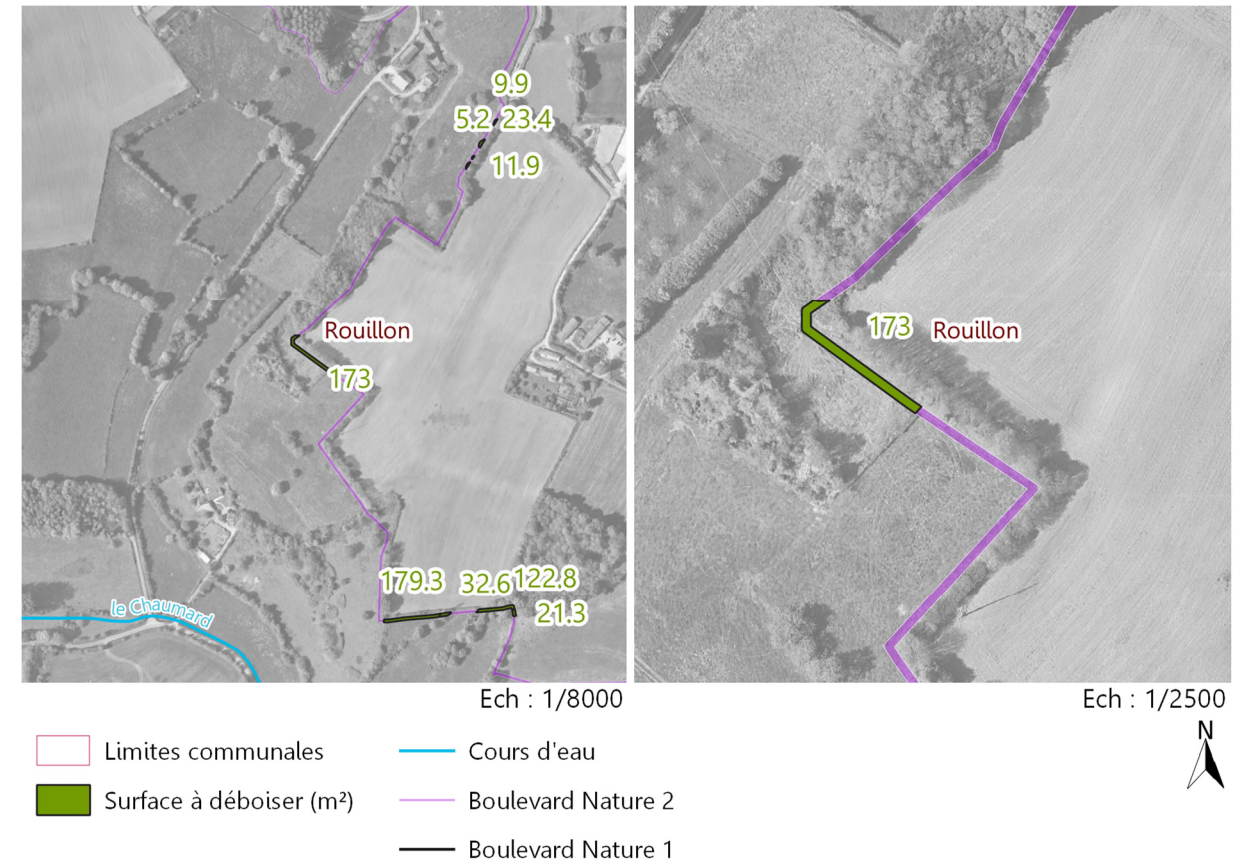 9.9
5.2 23.4
11.9
Rouillon
173
179.3 32.6 122.8
21.3
le Chaumard
173 Rouillon
Ech : 1/8000
Ech : 1/2500
N
Limites communales
Surface à déboiser (m²)
Cours d'eau
Boulevard Nature 2
Boulevard Nature 1